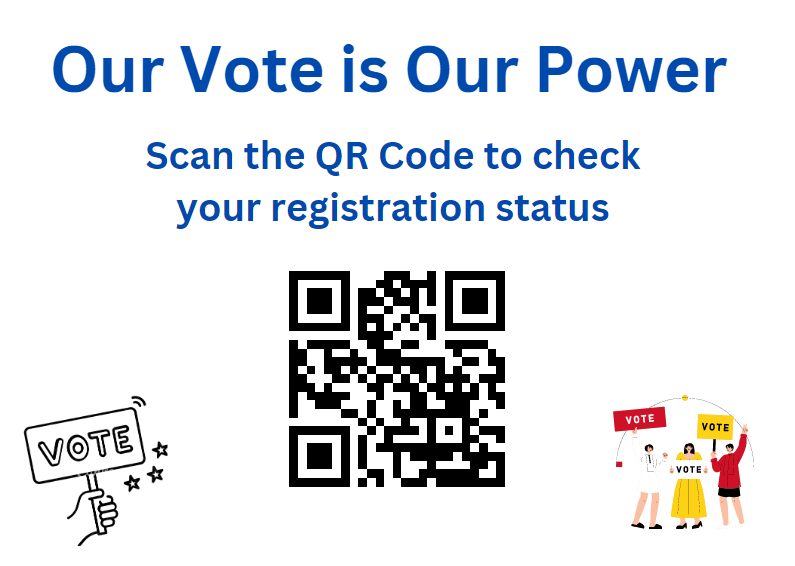 Our Vote is Our Power
Scan the QR Code to check
your registration status
VOTE
VOTE
VOTE
VOTE